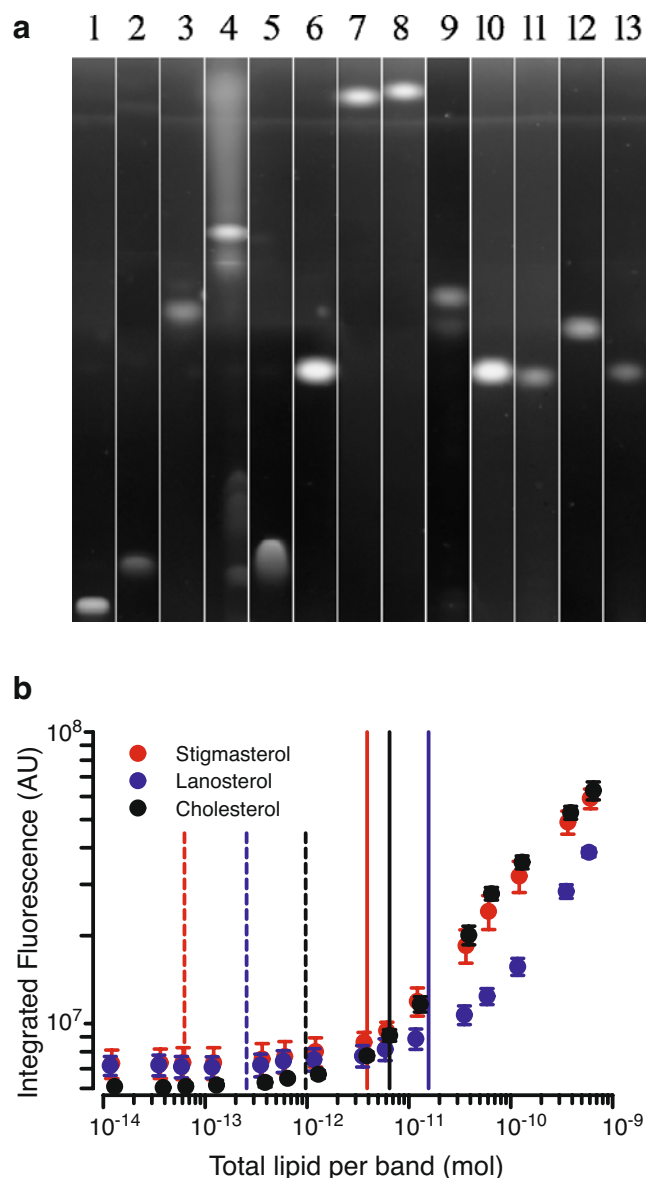 a 1 2 3 4 5 6 7 8 9 10 11 12 13
b
10^8
Stigmasterol
Lanosterol
Cholesterol
Integrated Fluorescence (AU)
10^7
10^-14 10^-13 10^-12 10^-11 10^-10 10^-9
Total lipid per band (mol)